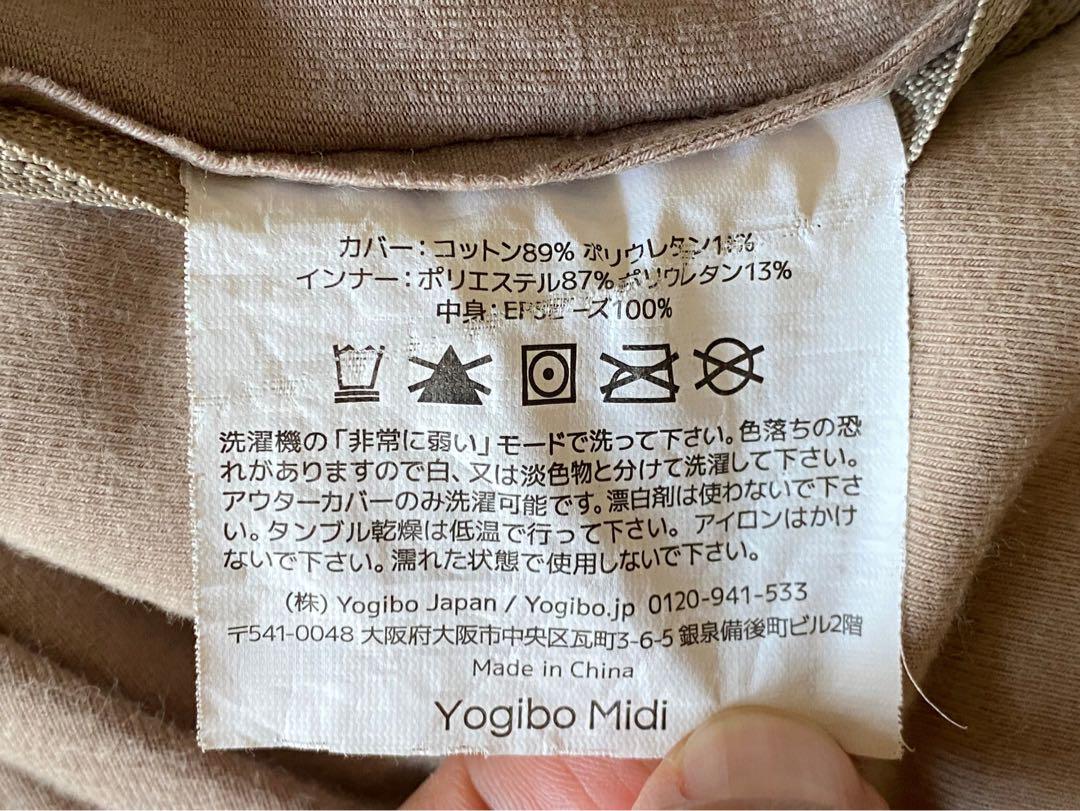 カバー：コットン89% ポリウレタン11%
インナー：ポリエステル87% ポリウレタン13%
中身：EPSビーズ100%
洗濯機の「非常に弱い」モードで洗って下さい。色落ちの恐
れがありますので白、又は淡色物と分けて洗濯して下さい。
アウターカバーのみ洗濯可能です。漂白剤は使わないで下さ
い。タンブル乾燥は低温で行って下さい。アイロンはかけ
ないで下さい。濡れた状態で使用しないで下さい。
(株) Yogibo Japan / Yogibo.jp 0120-941-533
〒541-0048 大阪府大阪市中央区瓦町3-6-5 銀泉備後町ビル2階
Made in China
Yogibo Midi